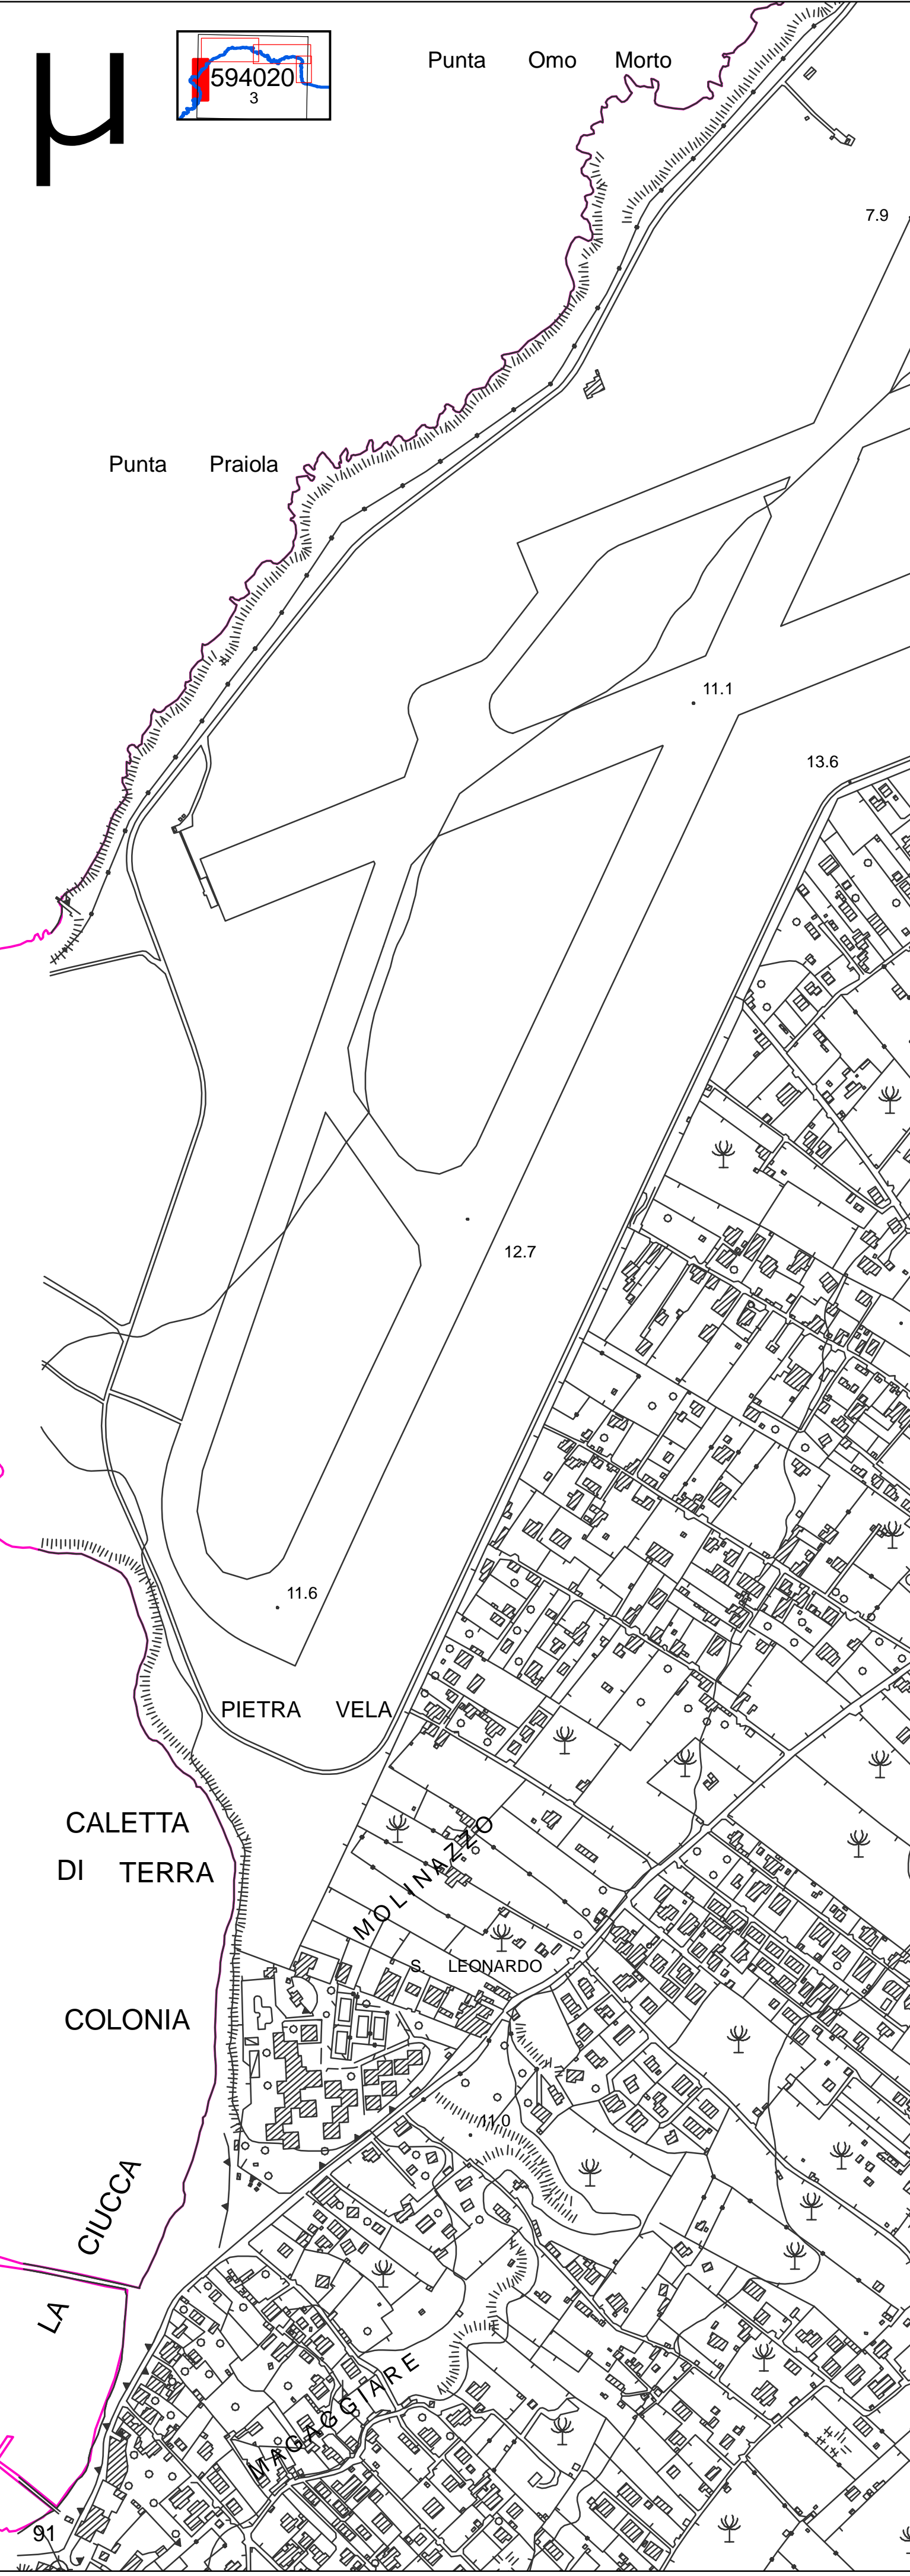 µ
594020
3
Punta Omo Morto
7.9
Punta Praiola
11.1
13.6
12.7
11.6
PIETRA VELA
CALETTA
DI TERRA
MOLINAZZO
S. LEONARDO
COLONIA
11.0
LA CIUCCA
MAGAGGIARE
91